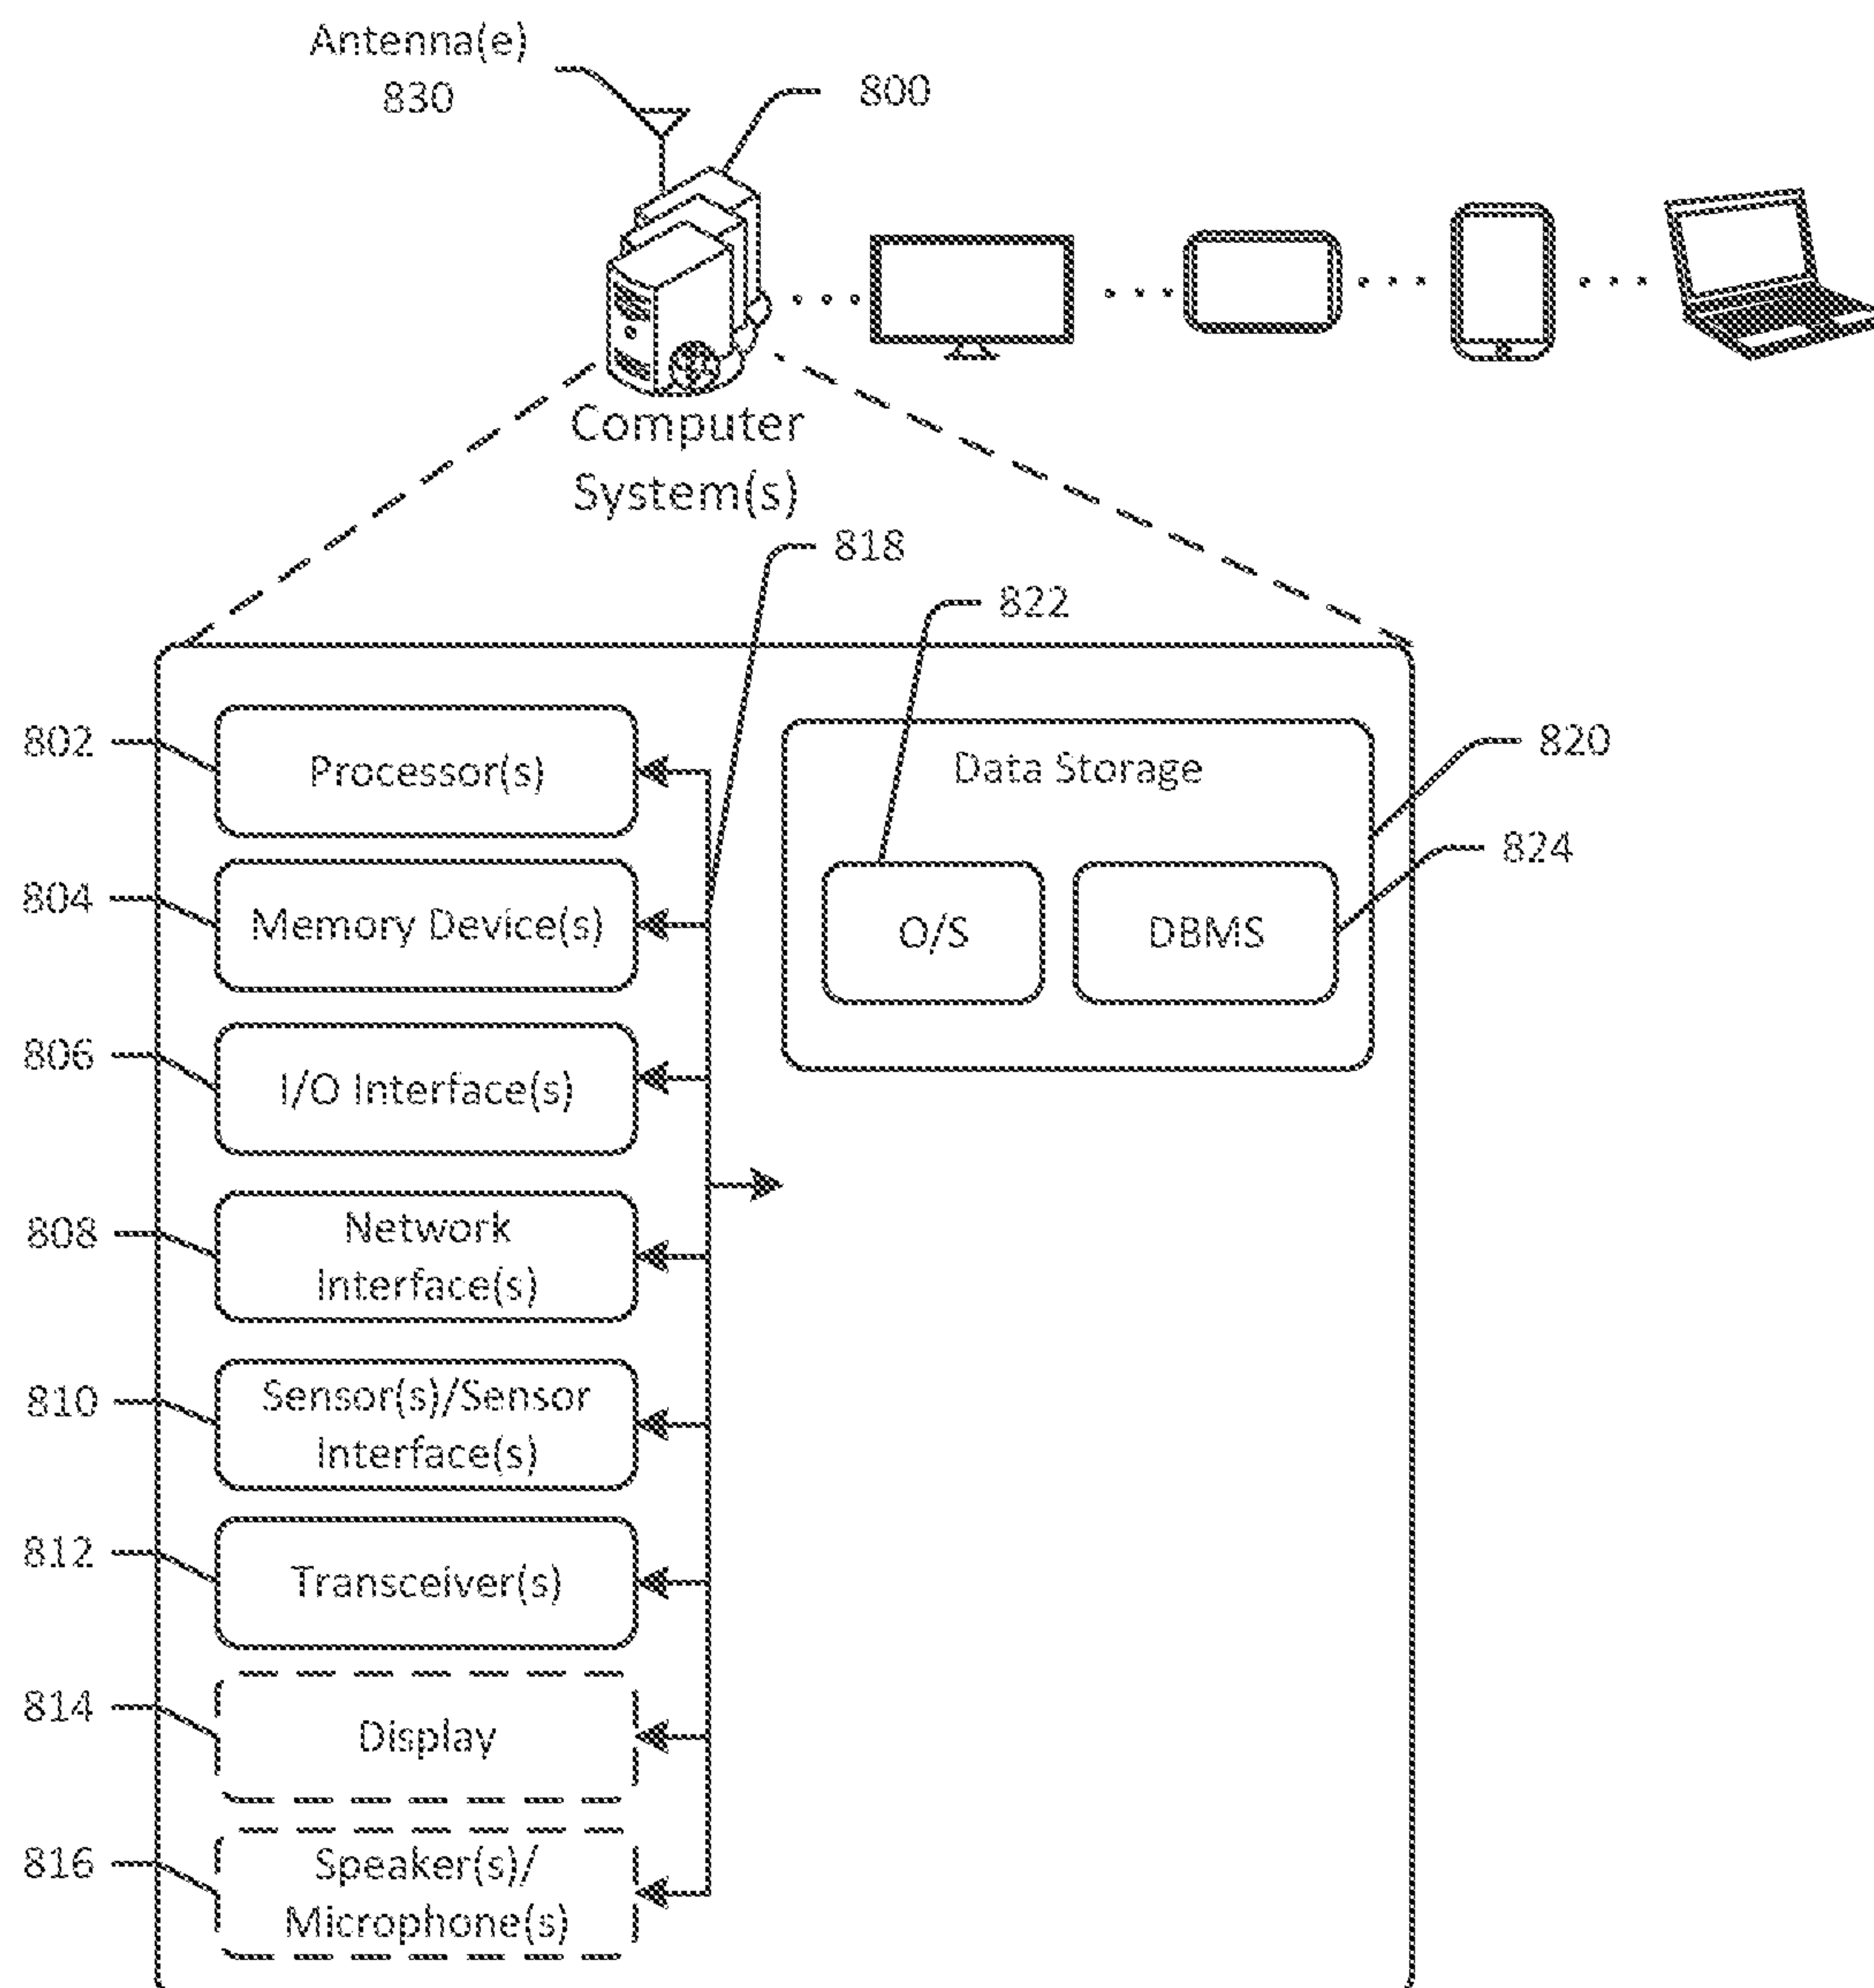 Antenna(e)
830
800
Computer
System(s)
818
822
802
Processor(s)
Data Storage
820
804
Memory Device(s)
O/S
DBMS
824
806
I/O Interface(s)
808
Network
Interface(s)
810
Sensor(s)/Sensor
Interface(s)
812
Transceiver(s)
814
Display
816
Speaker(s)/
Microphone(s)